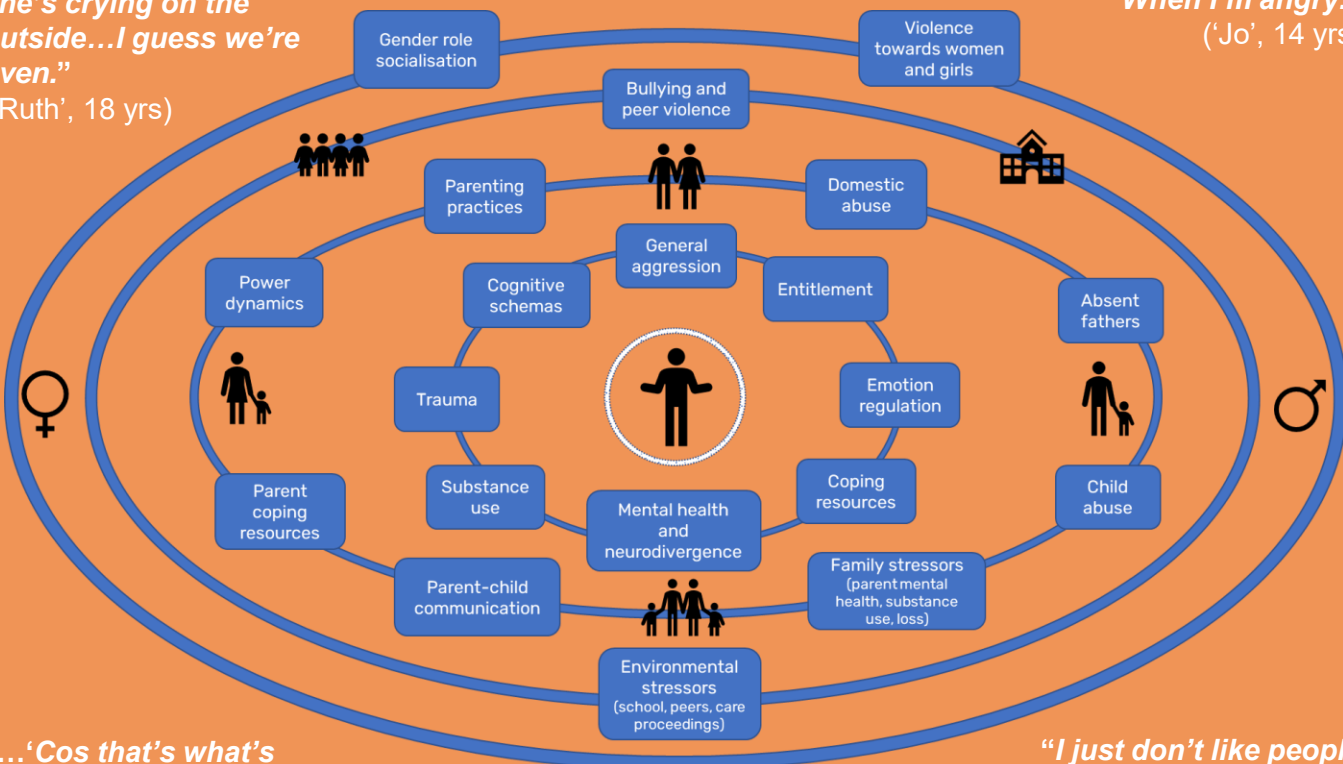 he's crying on the
utside…I guess we're
ven."
Ruth', 18 yrs)
When I'm angry.
('Jo', 14 yrs
Gender role
socialisation
Violence
towards women
and girls
Bullying and
peer violence
Parenting
practices
Domestic
abuse
General
aggression
Cognitive
schemas
Entitlement
Power
dynamics
Absent
fathers
Trauma
Emotion
regulation
Substance
use
Coping
resources
Mental health
and
neurodivergence
Parent
coping
resources
Child
abuse
Parent-child
communication
Family stressors
(parent mental
health, substance
use, loss)
Environmental
stressors
(school, peers, care
proceedings)
…'Cos that's what's
"I just don't like peopl